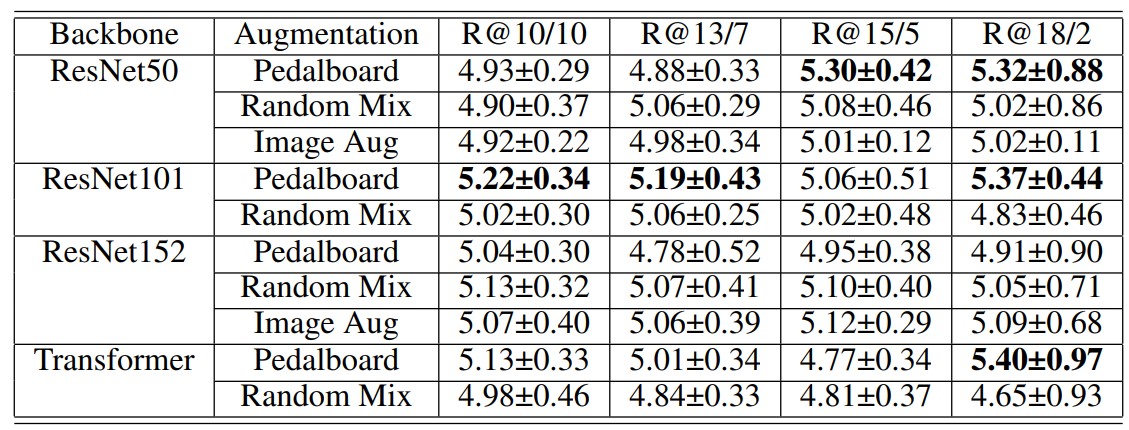 Backbone Augmentation R@10/10 R@13/7 R@15/5 R@18/2
ResNet50 Pedalboard 4.93±0.29 4.88±0.33 5.30±0.42 5.32±0.88
Random Mix 4.90±0.37 5.06±0.29 5.08±0.46 5.02±0.86
Image Aug 4.92±0.22 4.98±0.34 5.01±0.12 5.02±0.11
ResNet101 Pedalboard 5.22±0.34 5.19±0.43 5.06±0.51 5.37±0.44
Random Mix 5.02±0.30 5.06±0.25 5.02±0.48 4.83±0.46
ResNet152 Pedalboard 5.04±0.30 4.78±0.52 4.95±0.38 4.91±0.90
Random Mix 5.13±0.32 5.07±0.41 5.10±0.40 5.05±0.71
Image Aug 5.07±0.40 5.06±0.39 5.12±0.29 5.09±0.68
Transformer Pedalboard 5.13±0.33 5.01±0.34 4.77±0.34 5.40±0.97
Random Mix 4.98±0.46 4.84±0.33 4.81±0.37 4.65±0.93